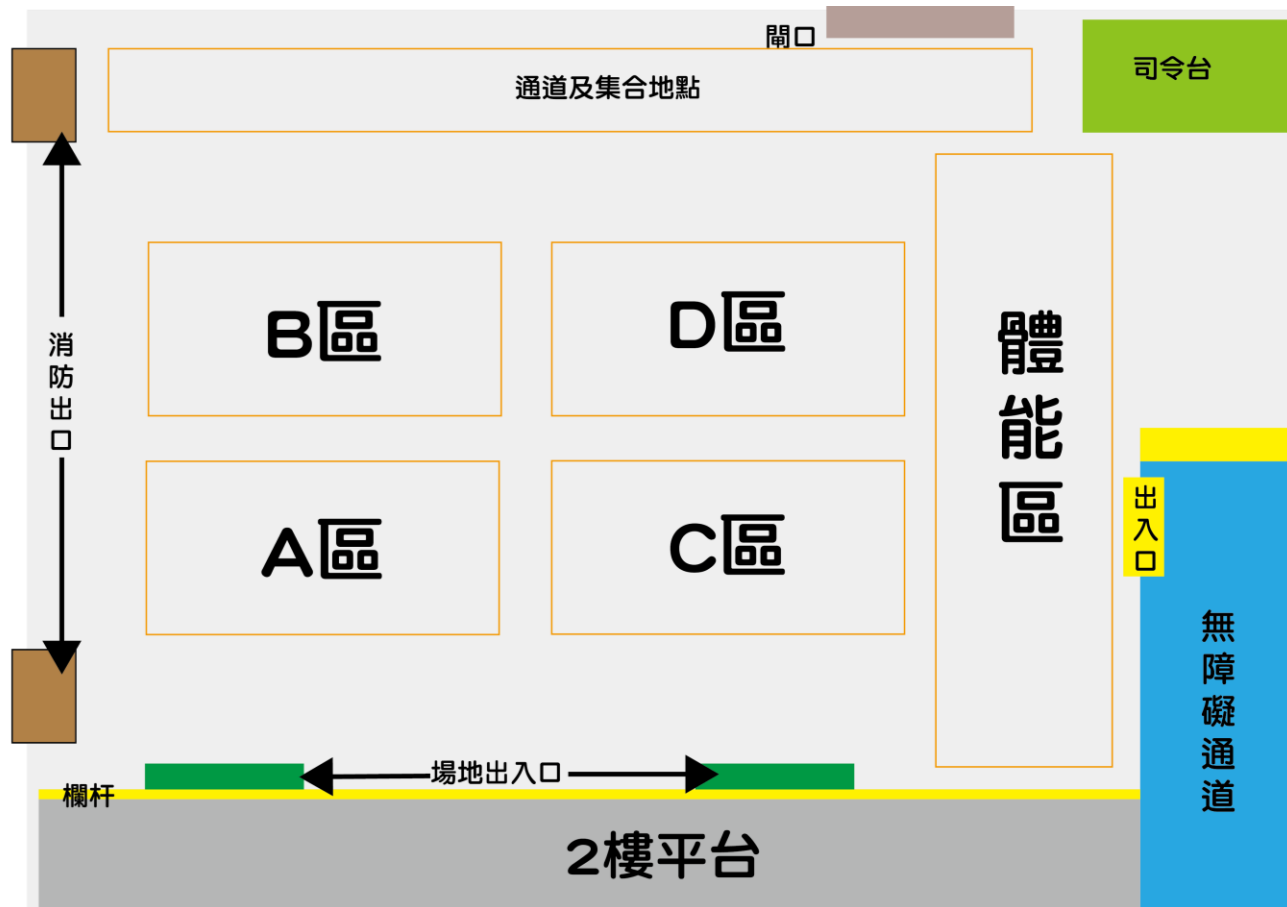 閘口
司令台
通道及集合地點
B區
D區
體能區
消防出口
A區
C區
出入口
無障礙通道
場地出入口
欄杆
2樓平台